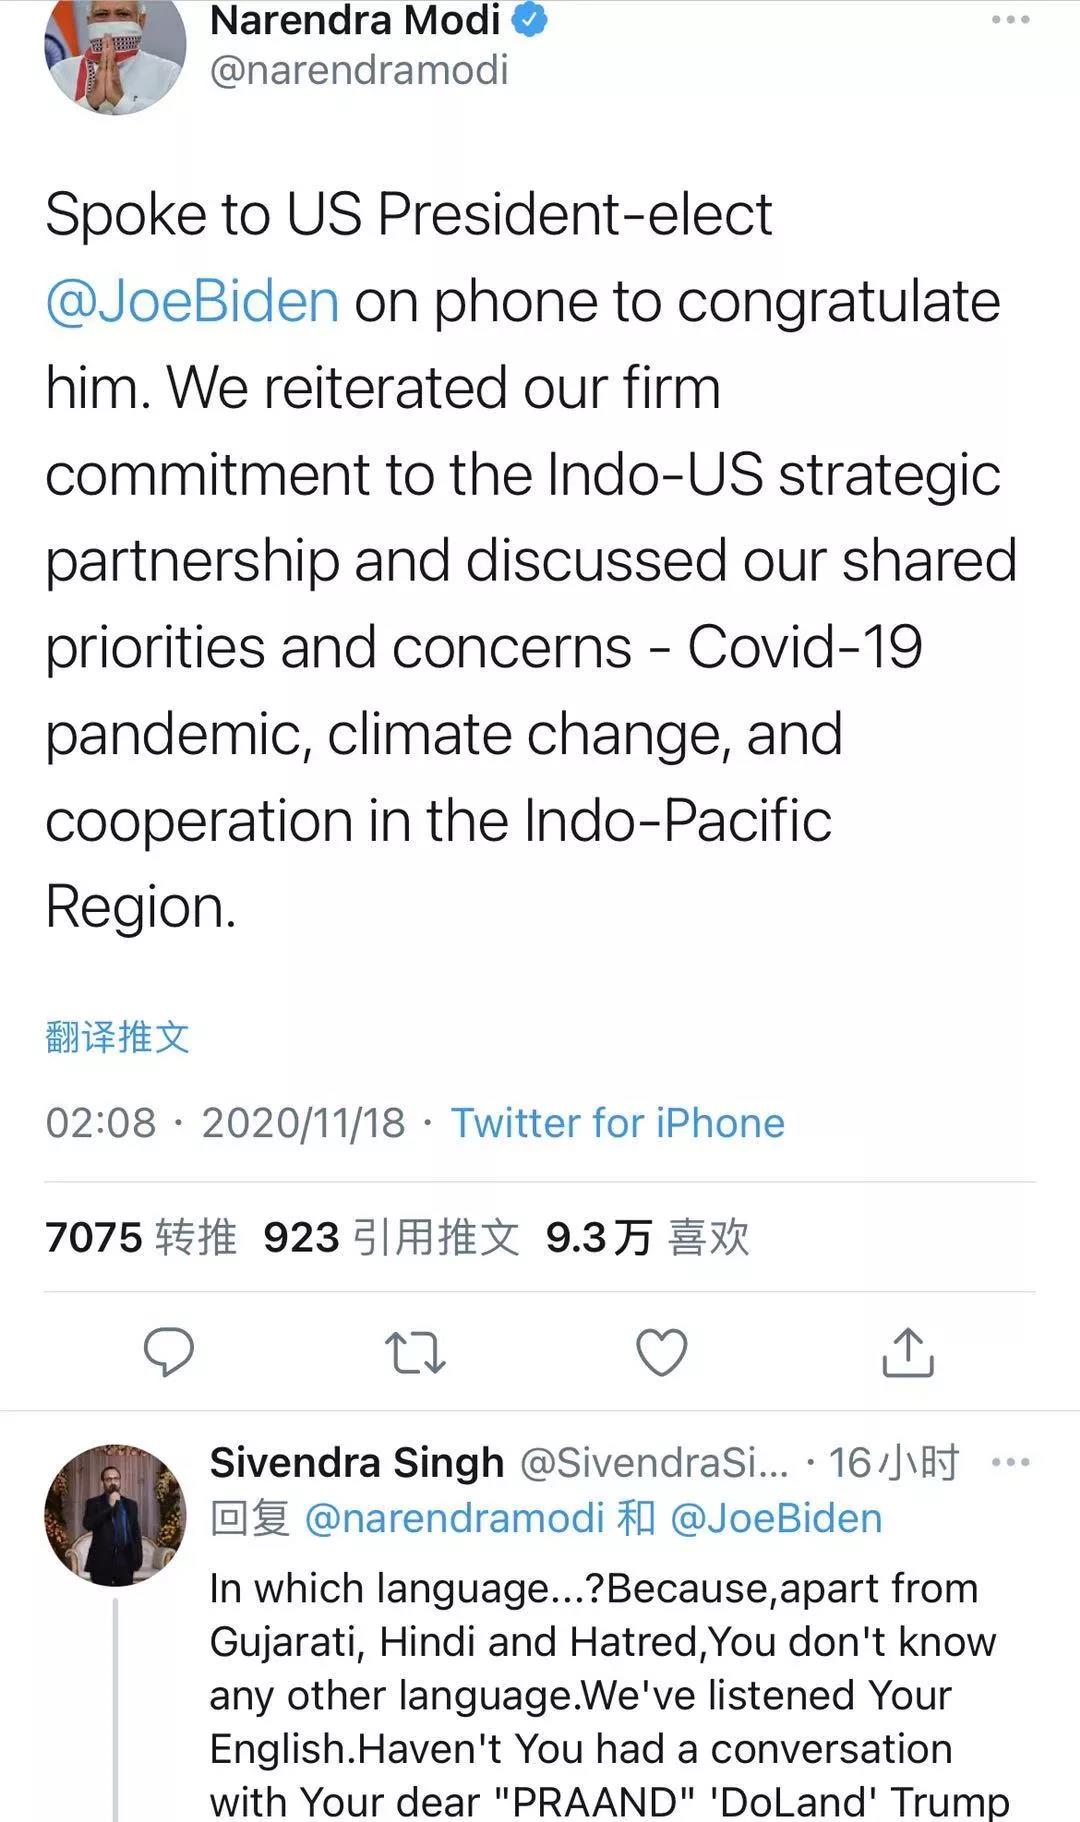 Narendra Modi
@narendramodi
Spoke to US President-elect
@JoeBiden on phone to congratulate
him. We reiterated our firm
commitment to the Indo-US strategic
partnership and discussed our shared
priorities and concerns - Covid-19
pandemic, climate change, and
cooperation in the Indo-Pacific
Region.
翻译推文
02:08 · 2020/11/18 · Twitter for iPhone
7075 转推 923 引用推文 9.3万 喜欢
Sivendra Singh @SivendraSi... · 16小时
回复 @narendramodi 和 @JoeBiden
In which language...?Because,apart from
Gujarati, Hindi and Hatred,You don't know
any other language.We've listened Your
English.Haven't You had a conversation
with Your dear "PRAAND" 'DoLand' Trump